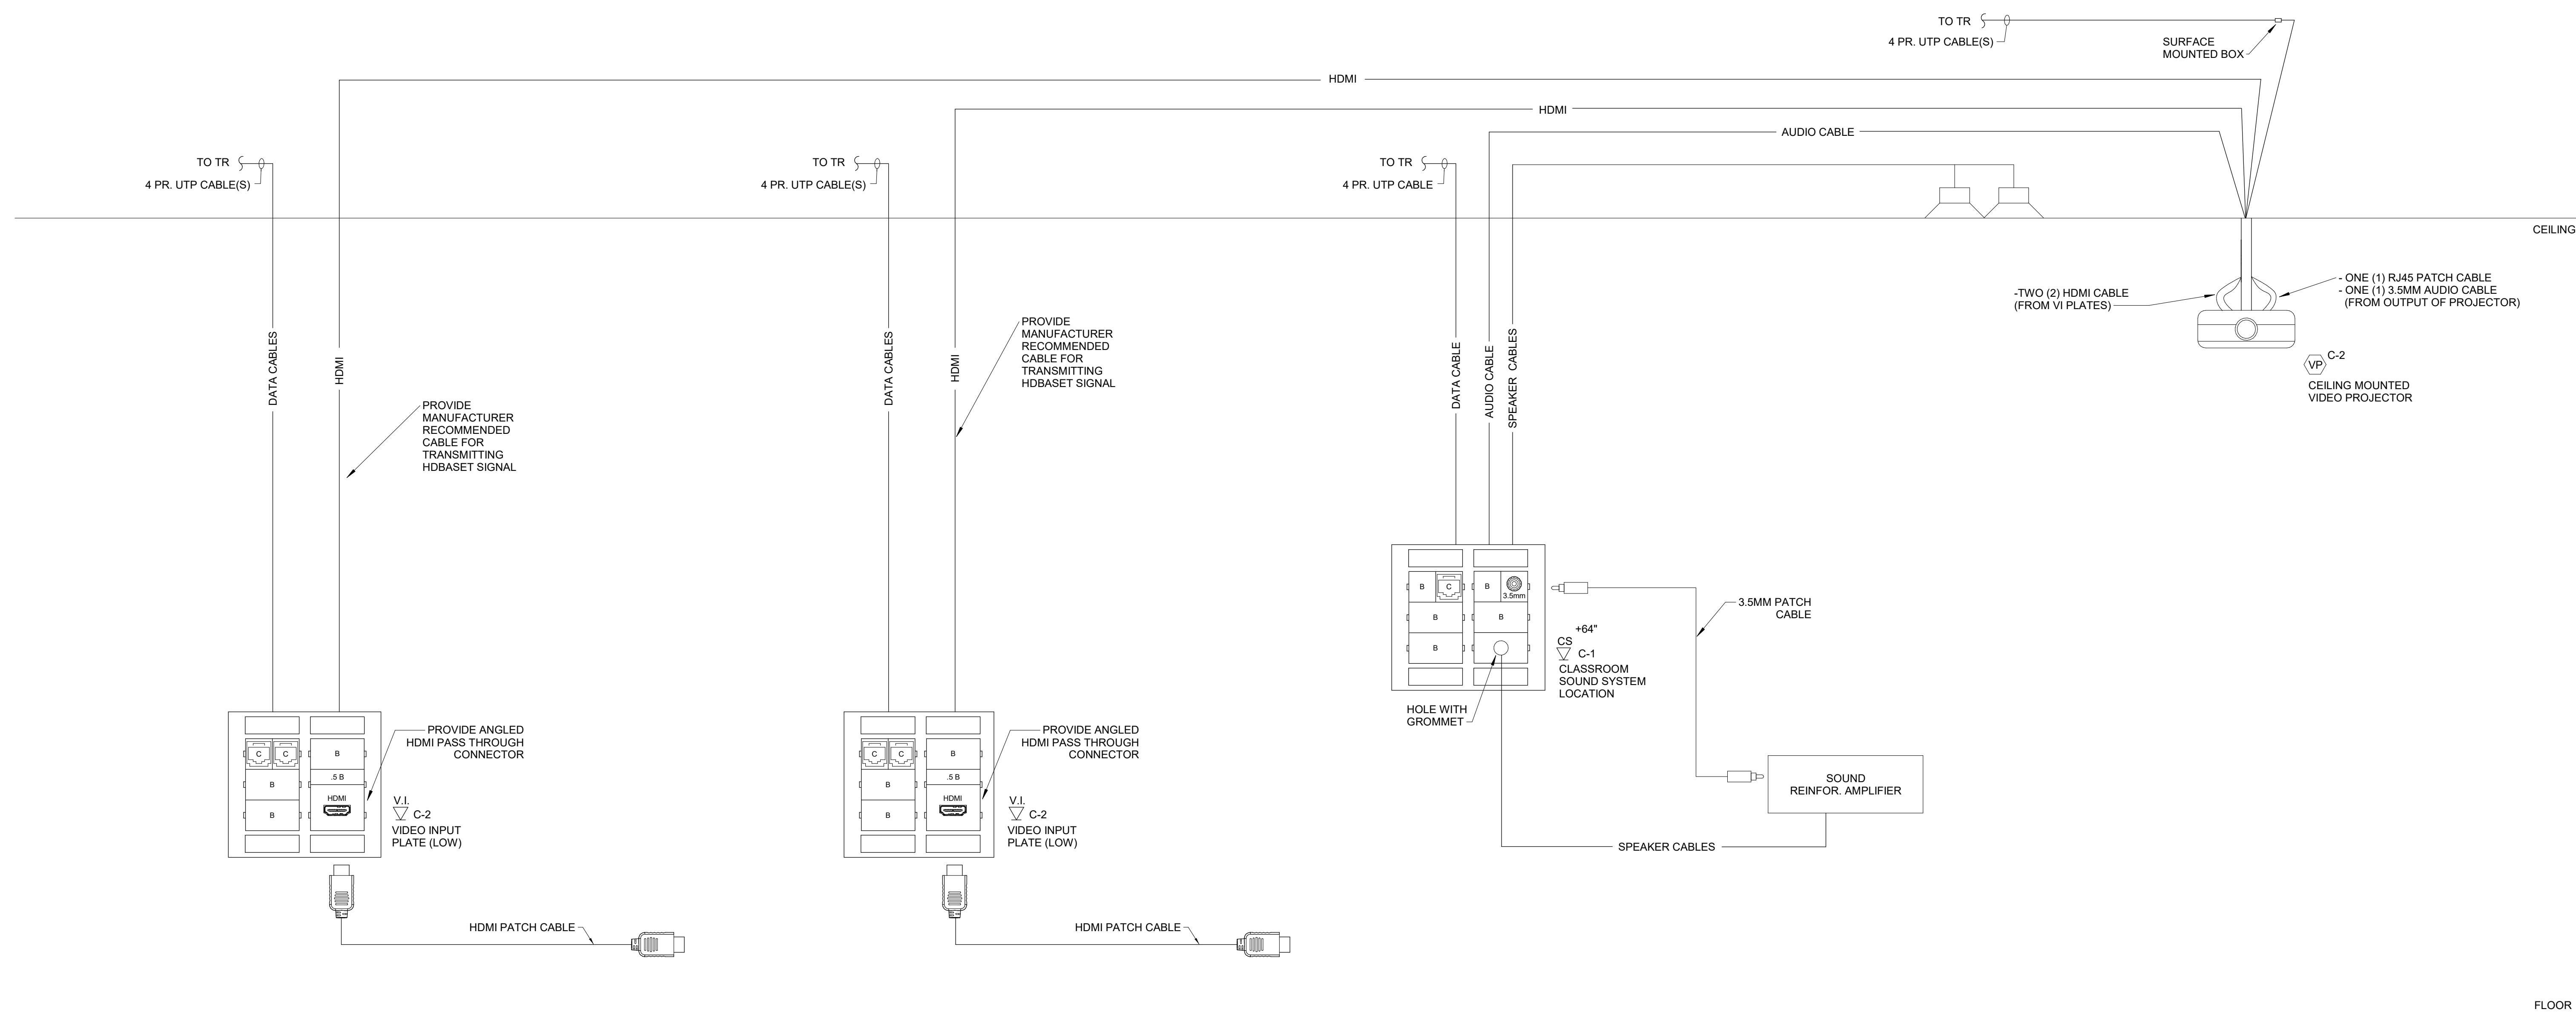 TO TR
4 PR. UTP CABLE(S)
SURFACE
MOUNTED BOX
HDMI
HDMI
AUDIO CABLE
TO TR
4 PR. UTP CABLE(S)
TO TR
4 PR. UTP CABLE(S)
TO TR
4 PR. UTP CABLE
CEILING
DATA CABLES
HDMI
PROVIDE
MANUFACTURER
RECOMMENDED
CABLE FOR
TRANSMITTING
HDBASET SIGNAL
DATA CABLES
HDMI
PROVIDE
MANUFACTURER
RECOMMENDED
CABLE FOR
TRANSMITTING
HDBASET SIGNAL
DATA CABLE
AUDIO CABLE
SPEAKER CABLES
-TWO (2) HDMI CABLE
(FROM VI PLATES)
- ONE (1) RJ45 PATCH CABLE
- ONE (1) 3.5MM AUDIO CABLE
(FROM OUTPUT OF PROJECTOR)
VP
C-2
CEILING MOUNTED
VIDEO PROJECTOR
B
C
B
3.5mm
B
B
B
+64"
CS
C-1
CLASSROOM
SOUND SYSTEM
LOCATION
HOLE WITH
GROMMET
3.5MM PATCH
CABLE
SOUND
REINFOR. AMPLIFIER
SPEAKER CABLES
C
C
B
B
.5 B
B
HDMI
PROVIDE ANGLED
HDMI PASS THROUGH
CONNECTOR
V.I.
C-2
VIDEO INPUT
PLATE (LOW)
HDMI PATCH CABLE
C
C
B
B
.5 B
B
HDMI
PROVIDE ANGLED
HDMI PASS THROUGH
CONNECTOR
V.I.
C-2
VIDEO INPUT
PLATE (LOW)
HDMI PATCH CABLE
FLOOR